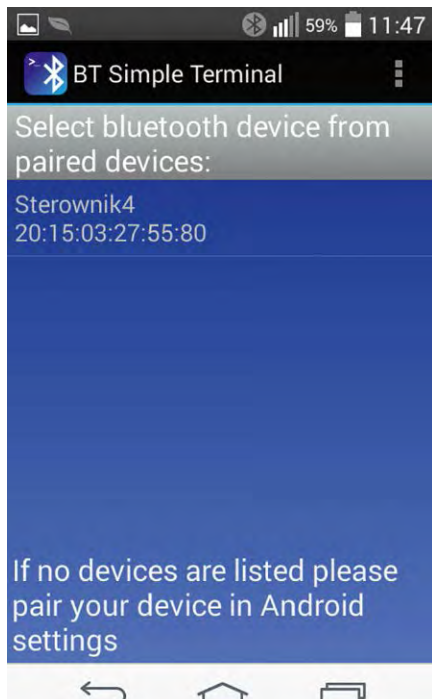 59% 11:47
BT Simple Terminal
Select bluetooth device from
paired devices:
Sterownik4
20:15:03:27:55:80
If no devices are listed please
pair your device in Android
settings